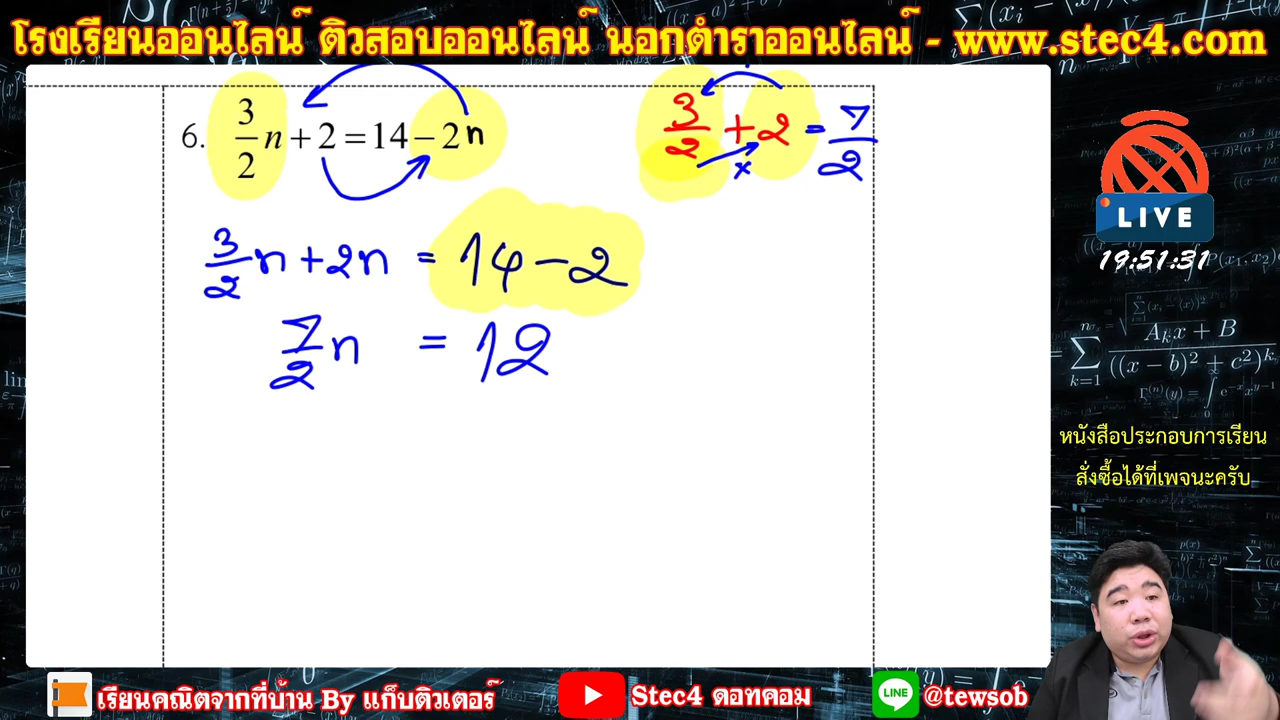 โรงเรียนออนไลน์ ติวสอบออนไลน์ นอกตำราออนไลน์ - www.stec4.com
6. 3/2 n + 2 = 14 - 2n
3/2 + 2 = 7/2
x
3/2 n + 2n = 14 - 2
7/2 n = 12
LIVE
19:51:31
หนังสือประกอบการเรียน
สั่งซื้อได้ที่เพจนะครับ
เรียนคณิตจากที่บ้าน By แก็บติวเตอร์
Stec4 ดอทคอม
LINE
@tewsob